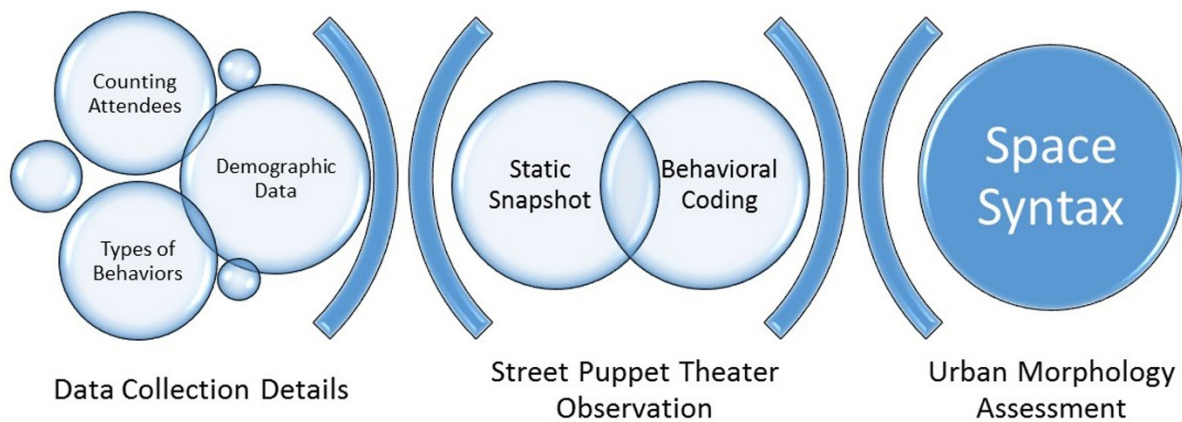 Counting
Attendees
Demographic
Data
Types of
Behaviors
Data Collection Details
Static
Snapshot
Behavioral
Coding
Street Puppet Theater
Observation
Space
Syntax
Urban Morphology
Assessment